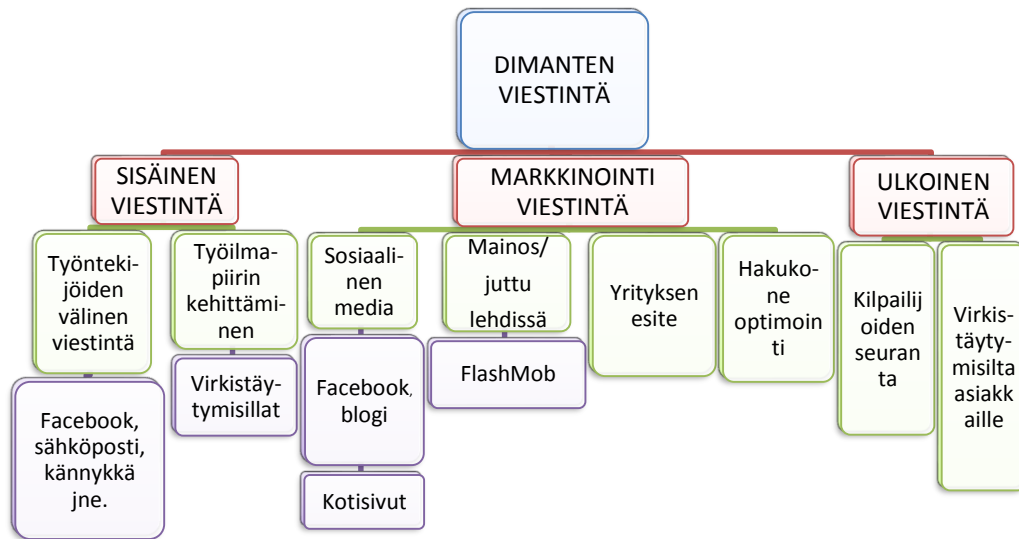 DIMANTEN
VIESTINTÄ
SISÄINEN
VIESTINTÄ
MARKKINOINTI
VIESTINTÄ
ULKOINEN
VIESTINTÄ
Työnteki-
jöiden
välinen
viestintä
Työilma-
piirin
kehittämi-
nen
Sosiaali-
nen
media
Mainos/
juttu
lehdissä
Yrityksen
esite
Hakuko-
ne
optimoin
ti
Kilpailij
oiden
seuran
ta
Virkis-
täyty-
misilta
asiakk
aille
Facebook,
sähköposti,
kännykkä
jne.
Virkistäy-
tymisillat
Facebook,
blogi
FlashMob
Kotisivut